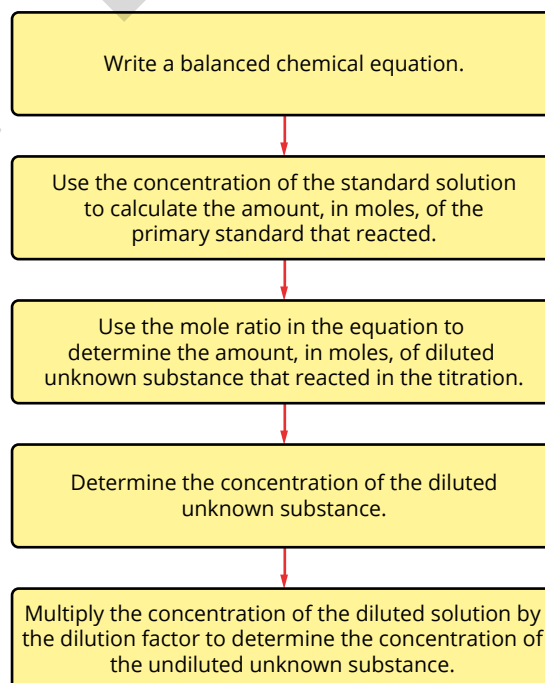 Write a balanced chemical equation.
Use the concentration of the standard solution
to calculate the amount, in moles, of the
primary standard that reacted.
Use the mole ratio in the equation to
determine the amount, in moles, of diluted
unknown substance that reacted in the titration.
Determine the concentration of the diluted
unknown substance.
Multiply the concentration of the diluted solution by
the dilution factor to determine the concentration of
the undiluted unknown substance.